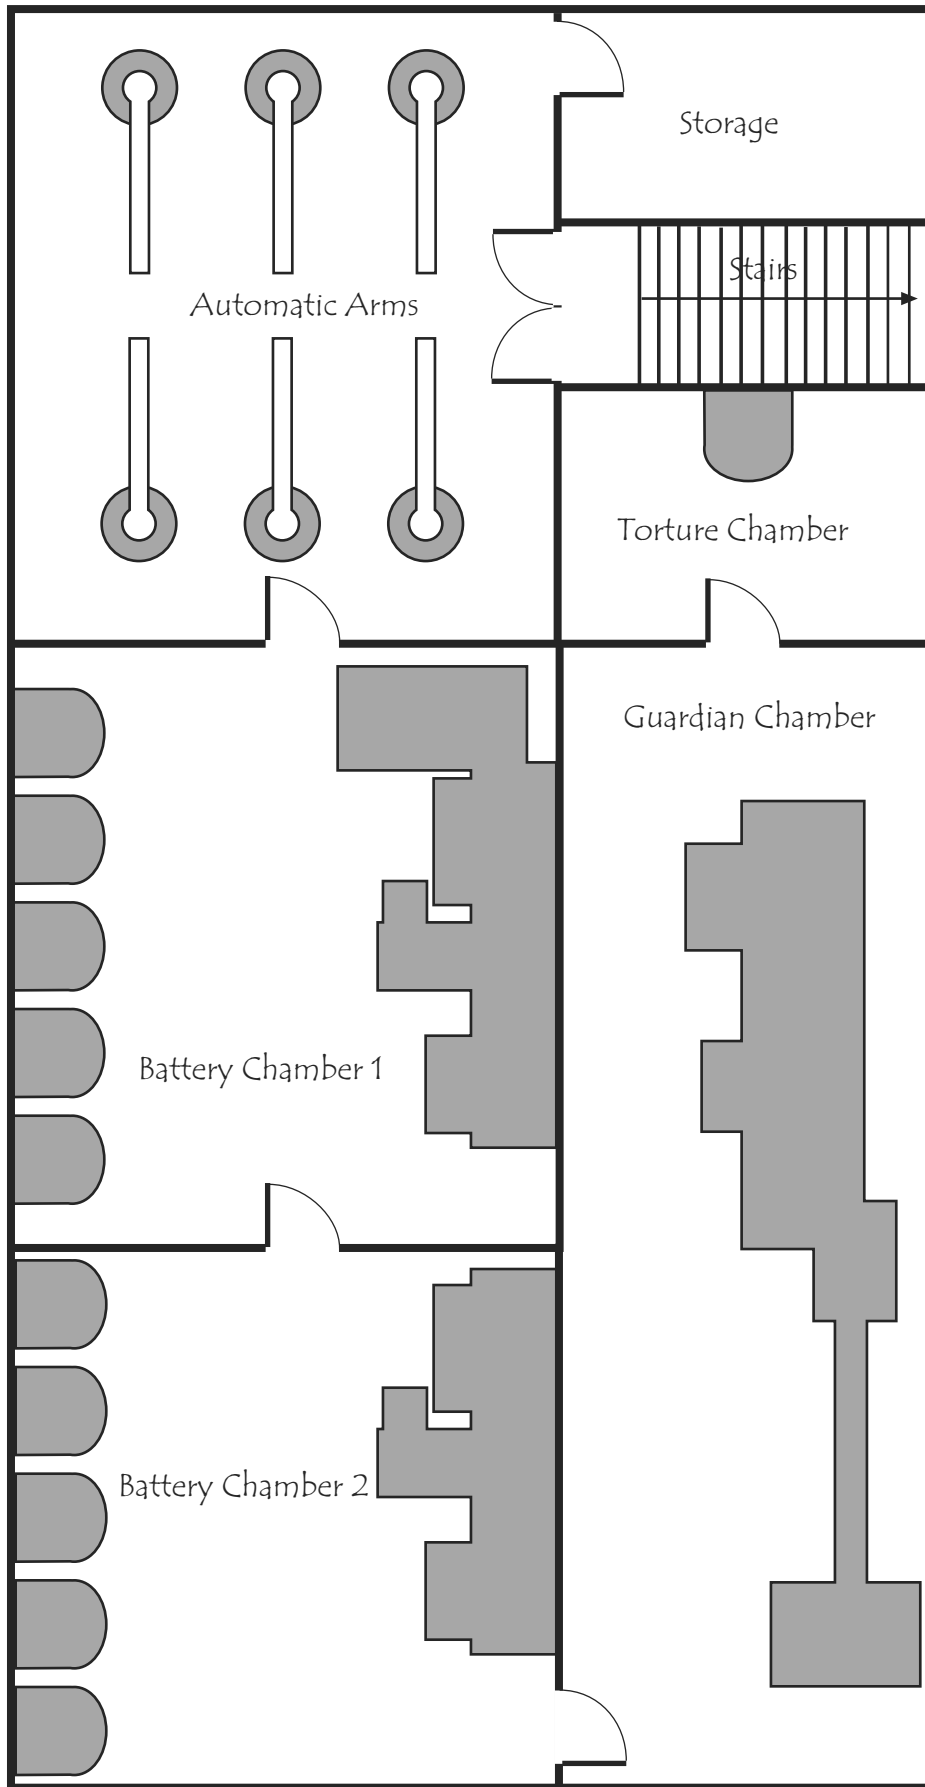 Storage
Stairs
Automatic Arms
Torture Chamber
Guardian Chamber
Battery Chamber 1
Battery Chamber 2